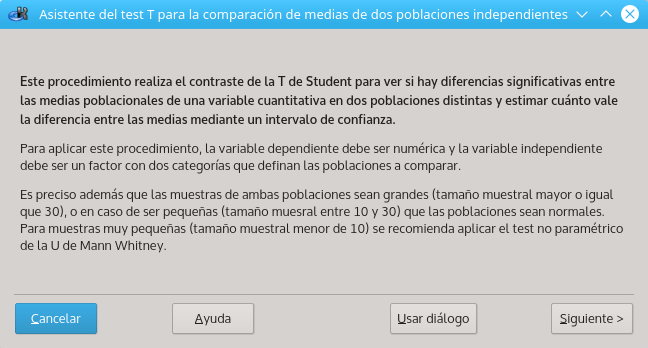 Asistente del test T para la comparación de medias de dos poblaciones independientes
Este procedimiento realiza el contraste de la T de Student para ver si hay diferencias significativas entre
las medias poblacionales de una variable cuantitativa en dos poblaciones distintas y estimar cuánto vale
la diferencia entre las medias mediante un intervalo de confianza.
Para aplicar este procedimiento, la variable dependiente debe ser numérica y la variable independiente
debe ser un factor con dos categorías que definan las poblaciones a comparar.
Es preciso además que las muestras de ambas poblaciones sean grandes (tamaño muestral mayor o igual
que 30), o en caso de ser pequeñas (tamaño muesral entre 10 y 30) que las poblaciones sean normales.
Para muestras muy pequeñas (tamaño muestral menor de 10) se recomienda aplicar el test no paramétrico
de la U de Mann Whitney.
Cancelar
Ayuda
Usar diálogo
Siguiente >